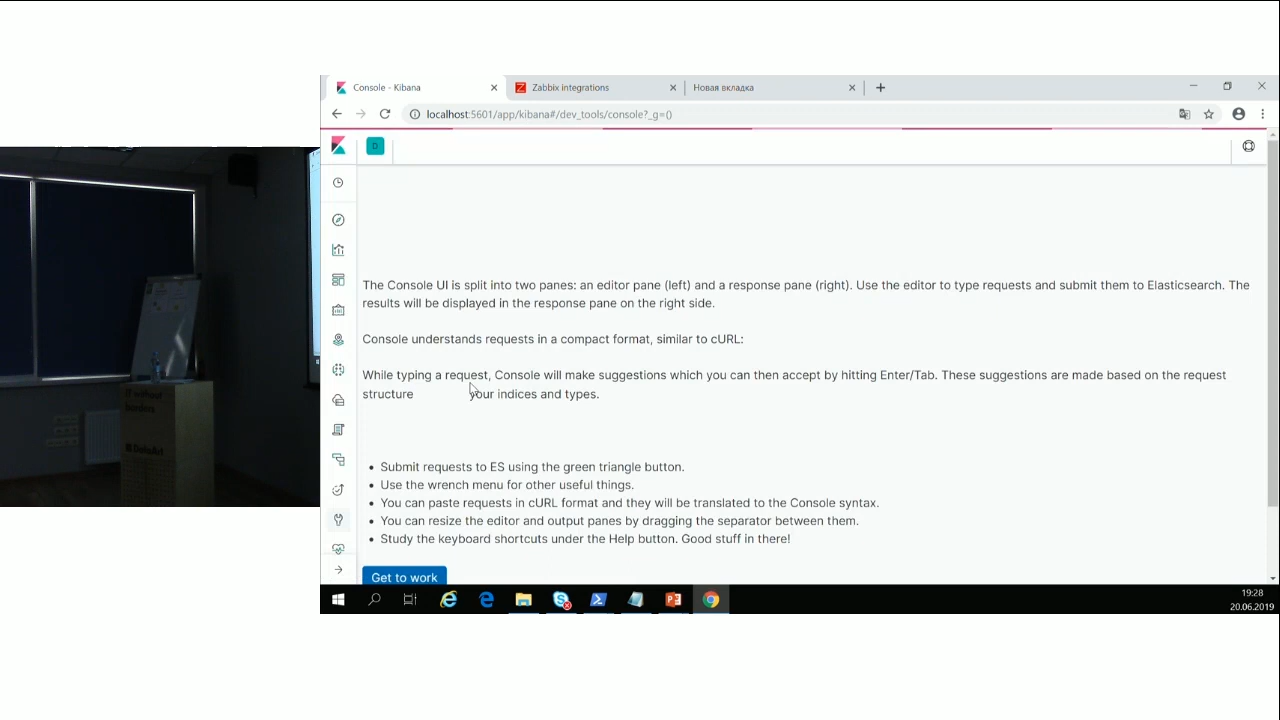 Console - Kibana
Zabbix integrations
Новая вкладка
localhost:5601/app/kibana#/dev_tools/console?_g=()
D
The Console UI is split into two panes: an editor pane (left) and a response pane (right). Use the editor to type requests and submit them to Elasticsearch. The
results will be displayed in the response pane on the right side.
Console understands requests in a compact format, similar to cURL:
While typing a request, Console will make suggestions which you can then accept by hitting Enter/Tab. These suggestions are made based on the request
structure your indices and types.
Submit requests to ES using the green triangle button.
Use the wrench menu for other useful things.
You can paste requests in cURL format and they will be translated to the Console syntax.
You can resize the editor and output panes by dragging the separator between them.
Study the keyboard shortcuts under the Help button. Good stuff in there!
Get to work
19:28
20.06.2019
DataArt